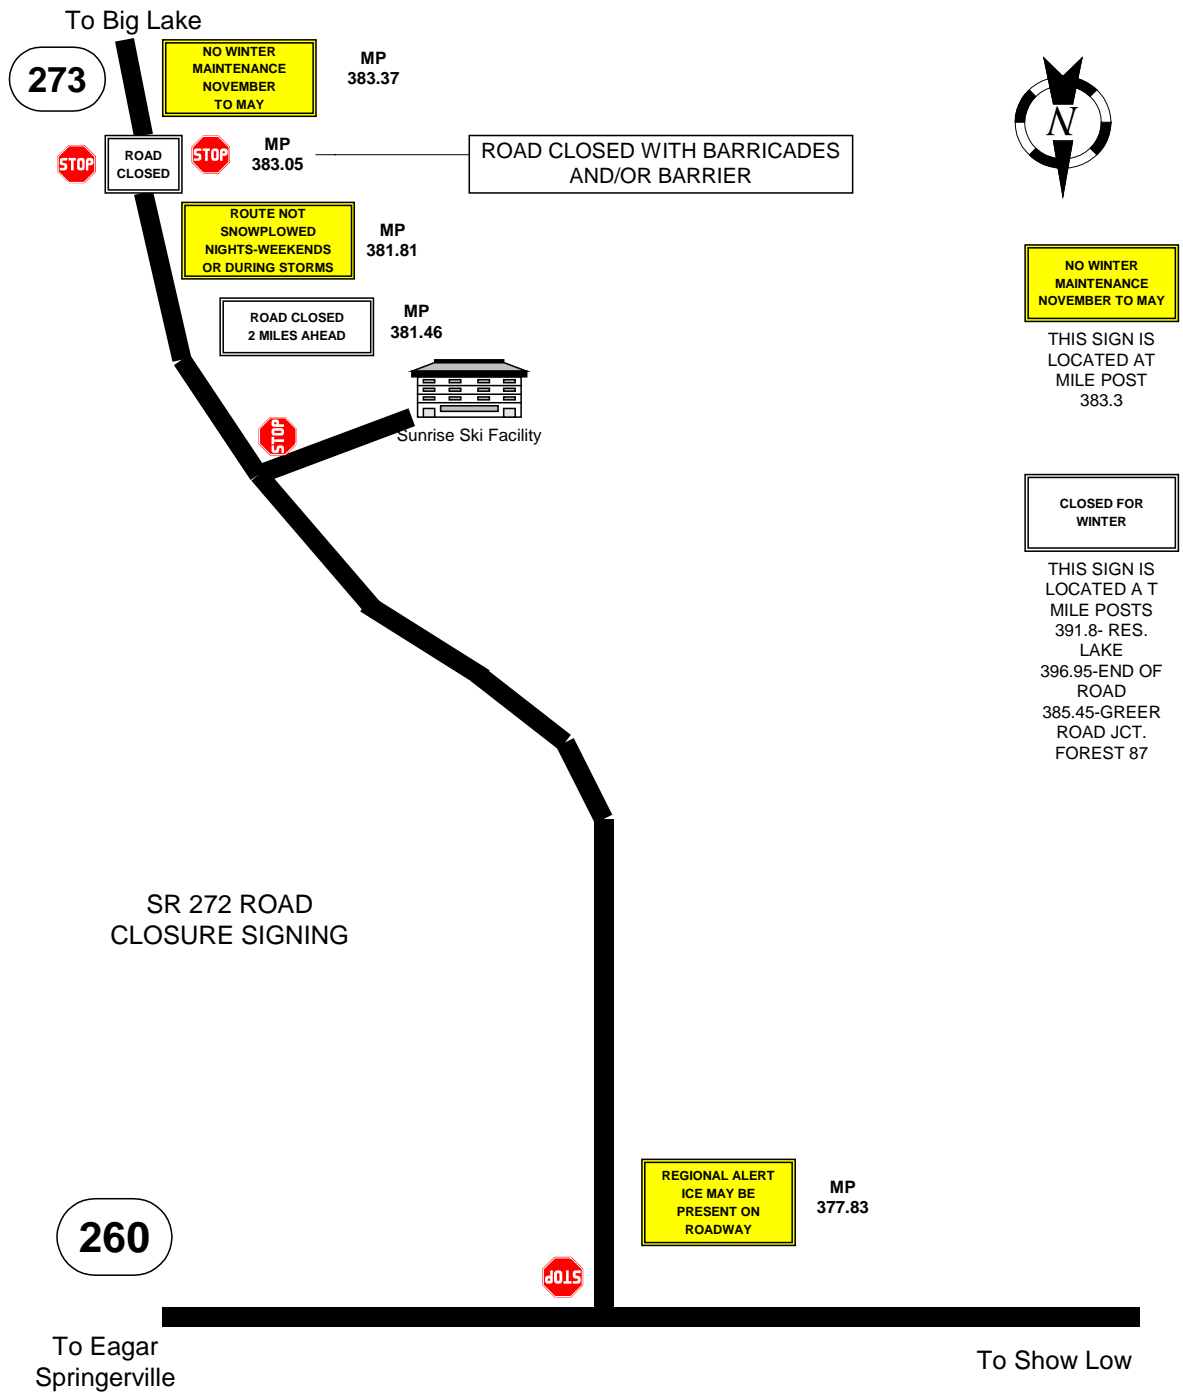 To Big Lake
273
NO WINTER
MAINTENANCE
NOVEMBER
TO MAY
MP
383.37
N
STOP
ROAD
CLOSED
STOP
MP
383.05
ROAD CLOSED WITH BARRICADES
AND/OR BARRIER
ROUTE NOT
SNOWPLOWED
NIGHTS-WEEKENDS
OR DURING STORMS
MP
381.81
NO WINTER
MAINTENANCE
NOVEMBER TO MAY
THIS SIGN IS
LOCATED AT
MILE POST
383.3
ROAD CLOSED
2 MILES AHEAD
MP
381.46
STOP
Sunrise Ski Facility
CLOSED FOR
WINTER
THIS SIGN IS
LOCATED A T
MILE POSTS
391.8- RES.
LAKE
396.95-END OF
ROAD
385.45-GREER
ROAD JCT.
FOREST 87
SR 272 ROAD
CLOSURE SIGNING
REGIONAL ALERT
ICE MAY BE
PRESENT ON
ROADWAY
MP
377.83
260
STOP
To Eagar
Springerville
To Show Low